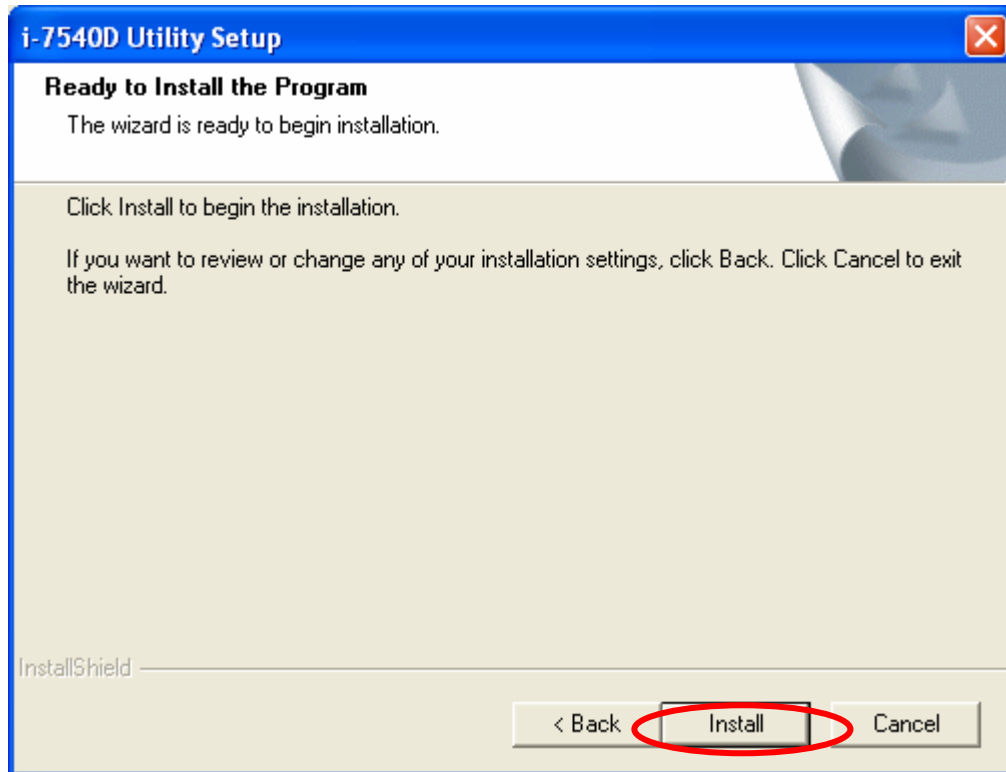 i-7540D Utility Setup
Ready to Install the Program
The wizard is ready to begin installation.
Click Install to begin the installation.
If you want to review or change any of your installation settings, click Back. Click Cancel to exit
the wizard.
InstallShield
< Back Install Cancel